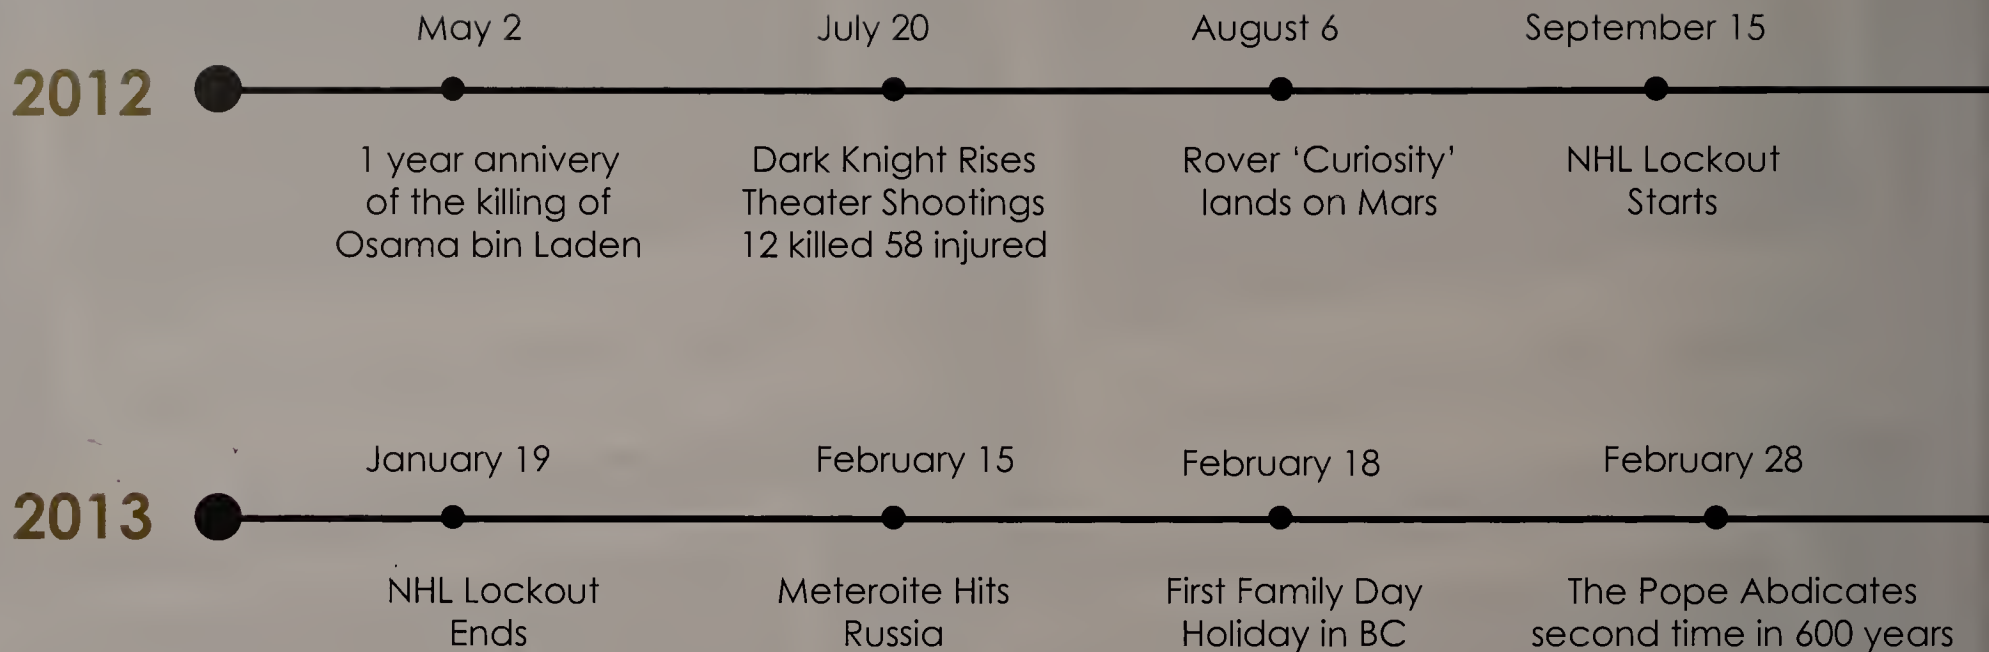 2012
May 2
1 year annivery
of the killing of
Osama bin Laden
July 20
Dark Knight Rises
Theater Shootings
12 killed 58 injured
August 6
Rover ‘Curiosity’
lands on Mars
September 15
NHL Lockout
Starts
2013
January 19
NHL Lockout
Ends
February 15
Meteroite Hits
Russia
February 18
First Family Day
Holiday in BC
February 28
The Pope Abdicates
second time in 600 years